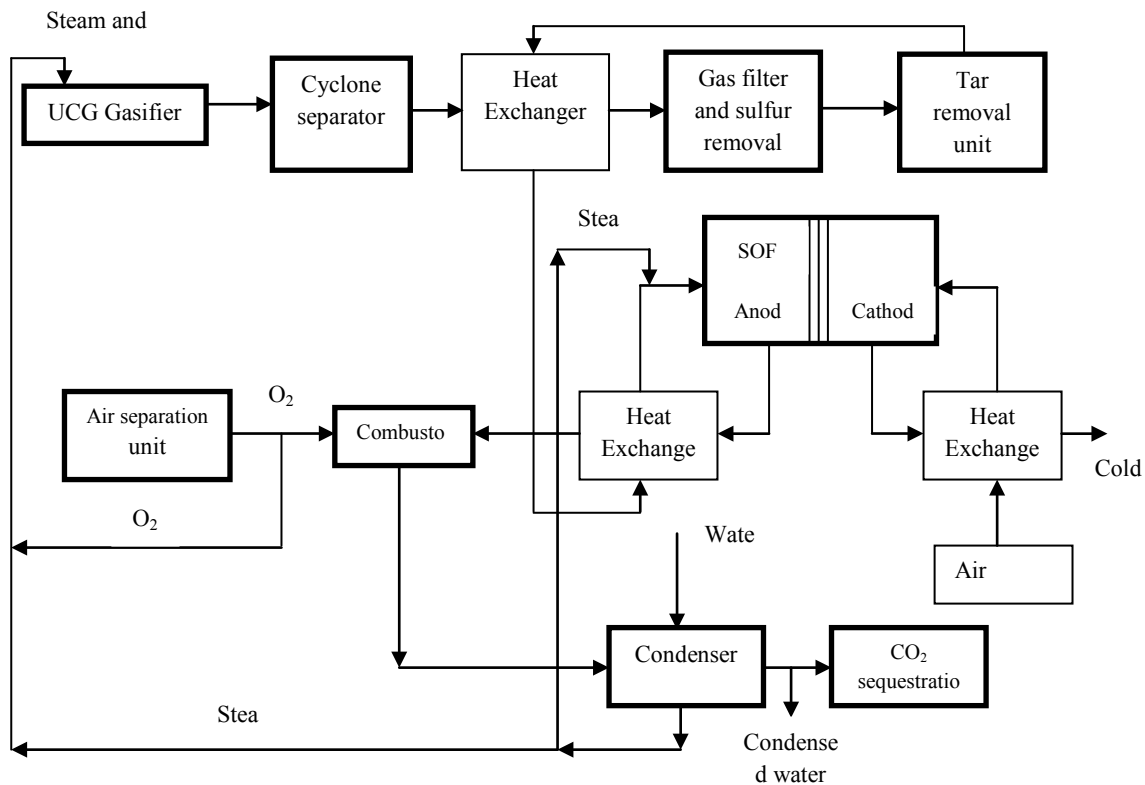 Steam and
UCG Gasifier
Cyclone
separator
Heat
Exchanger
Gas filter
and sulfur
removal
Tar
removal
unit
Stea
SOF
Anod
Cathod
Air separation
unit
O₂
Combusto
Heat
Exchange
Heat
Exchange
Cold
O₂
Wate
Air
Condenser
CO₂
sequestratio
Stea
Condense
d water